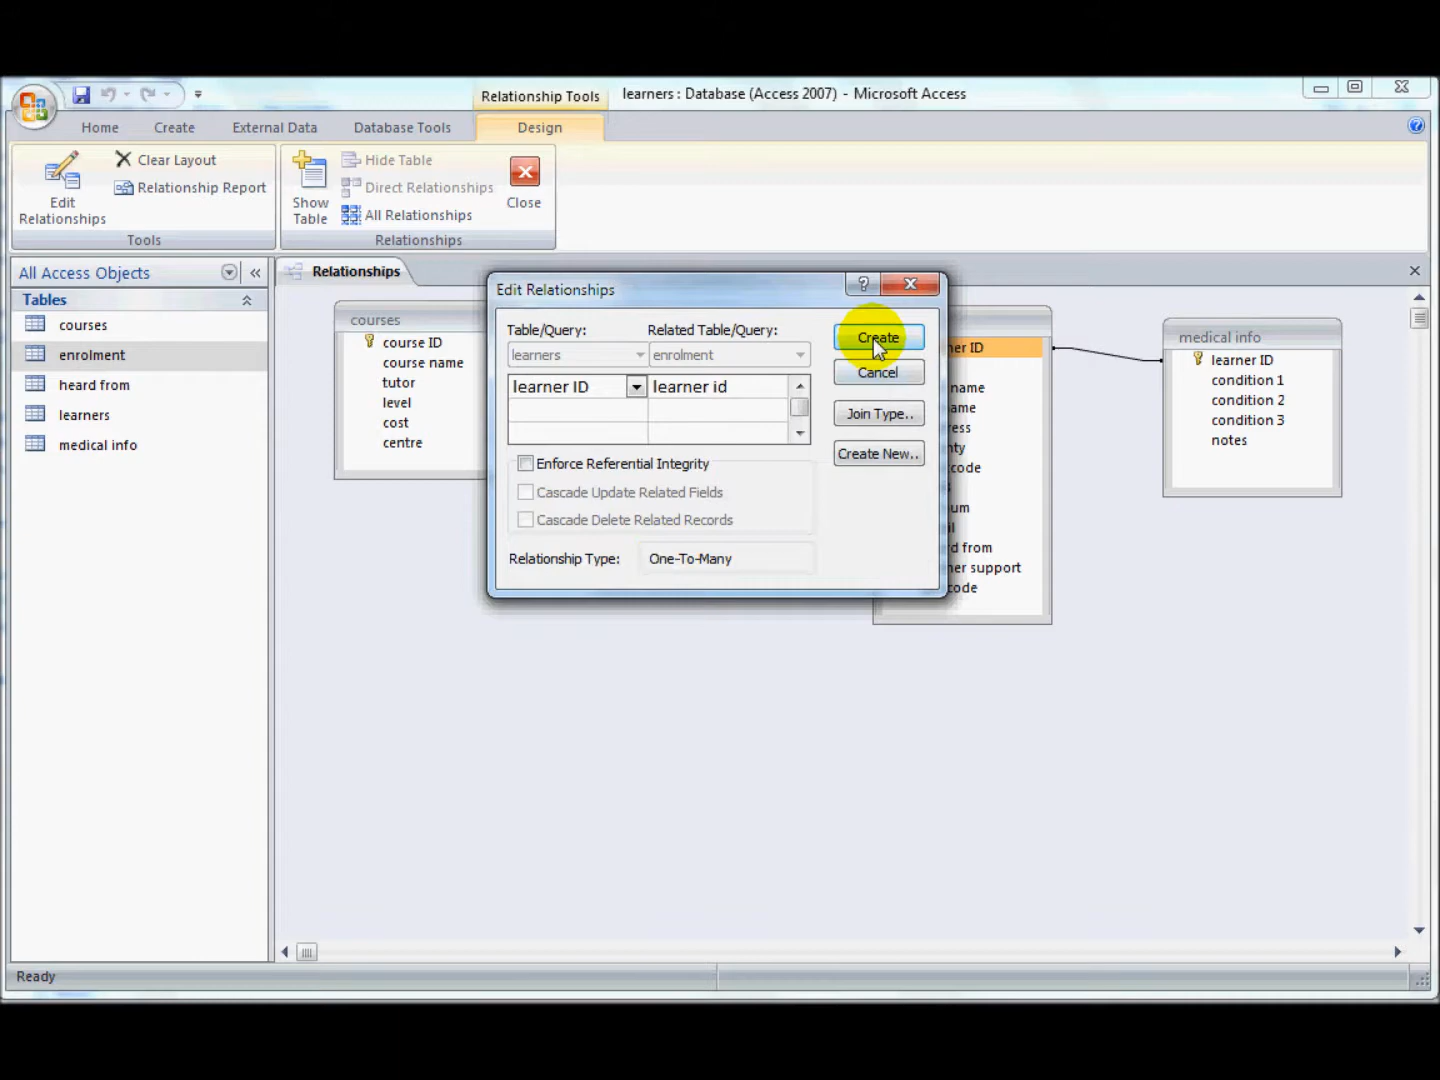 Relationship Tools
learners : Database (Access 2007) - Microsoft Access
Home
Create
External Data
Database Tools
Design
Edit
Relationships
Clear Layout
Relationship Report
Tools
Show
Table
Hide Table
Direct Relationships
All Relationships
Close
Relationships
All Access Objects
Tables
courses
enrolment
heard from
learners
medical info
Relationships
courses
course ID
course name
tutor
level
cost
centre
Edit Relationships
?
Table/Query:
Related Table/Query:
learners
enrolment
learner ID
learner id
Enforce Referential Integrity
Cascade Update Related Fields
Cascade Delete Related Records
Relationship Type:
One-To-Many
Create
Cancel
Join Type..
Create New..
medical info
learner ID
condition 1
condition 2
condition 3
notes
Ready